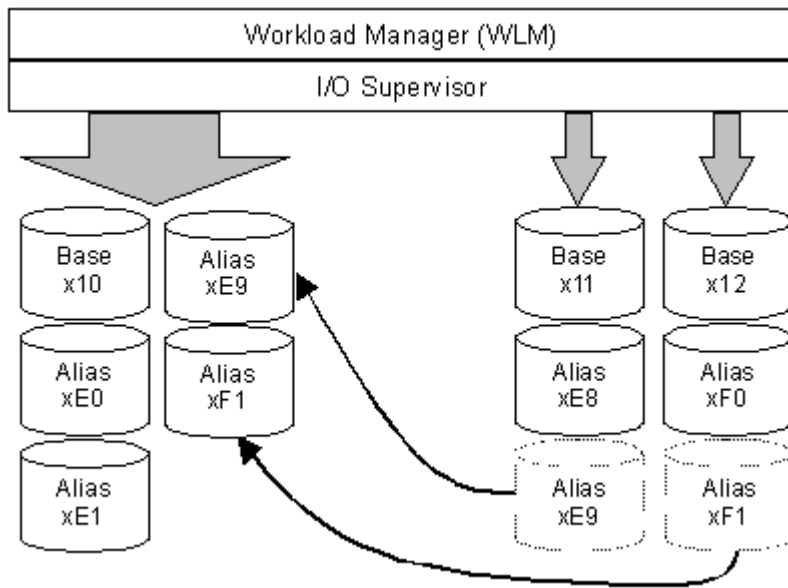 Workload Manager (WLM)
I/O Supervisor
Base
x10
Alias
xE9
Base
x11
Base
x12
Alias
xE0
Alias
xF1
Alias
xE8
Alias
xF0
Alias
xE1
Alias
xE9
Alias
xF1